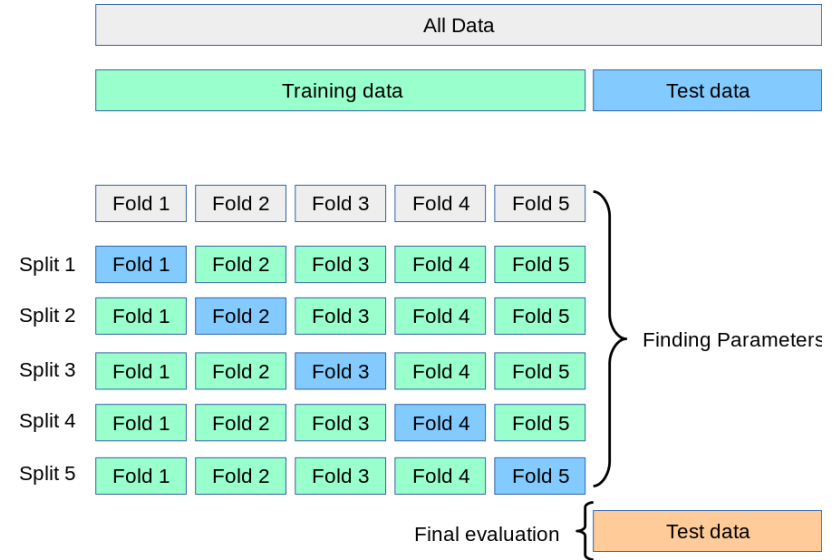 All Data
Training data Test data
Fold 1 Fold 2 Fold 3 Fold 4 Fold 5
Split 1 Fold 1 Fold 2 Fold 3 Fold 4 Fold 5
Split 2 Fold 1 Fold 2 Fold 3 Fold 4 Fold 5
Finding Parameters
Split 3 Fold 1 Fold 2 Fold 3 Fold 4 Fold 5
Split 4 Fold 1 Fold 2 Fold 3 Fold 4 Fold 5
Split 5 Fold 1 Fold 2 Fold 3 Fold 4 Fold 5
Final evaluation Test data